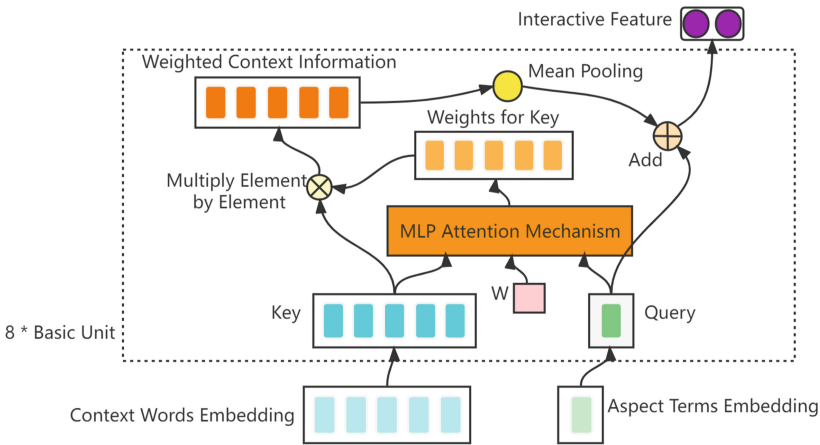 Interactive Feature
Weighted Context Information
Mean Pooling
Weights for Key
Add
Multiply Element
by Element
MLP Attention Mechanism
W
Key
Query
8 * Basic Unit
Context Words Embedding
Aspect Terms Embedding